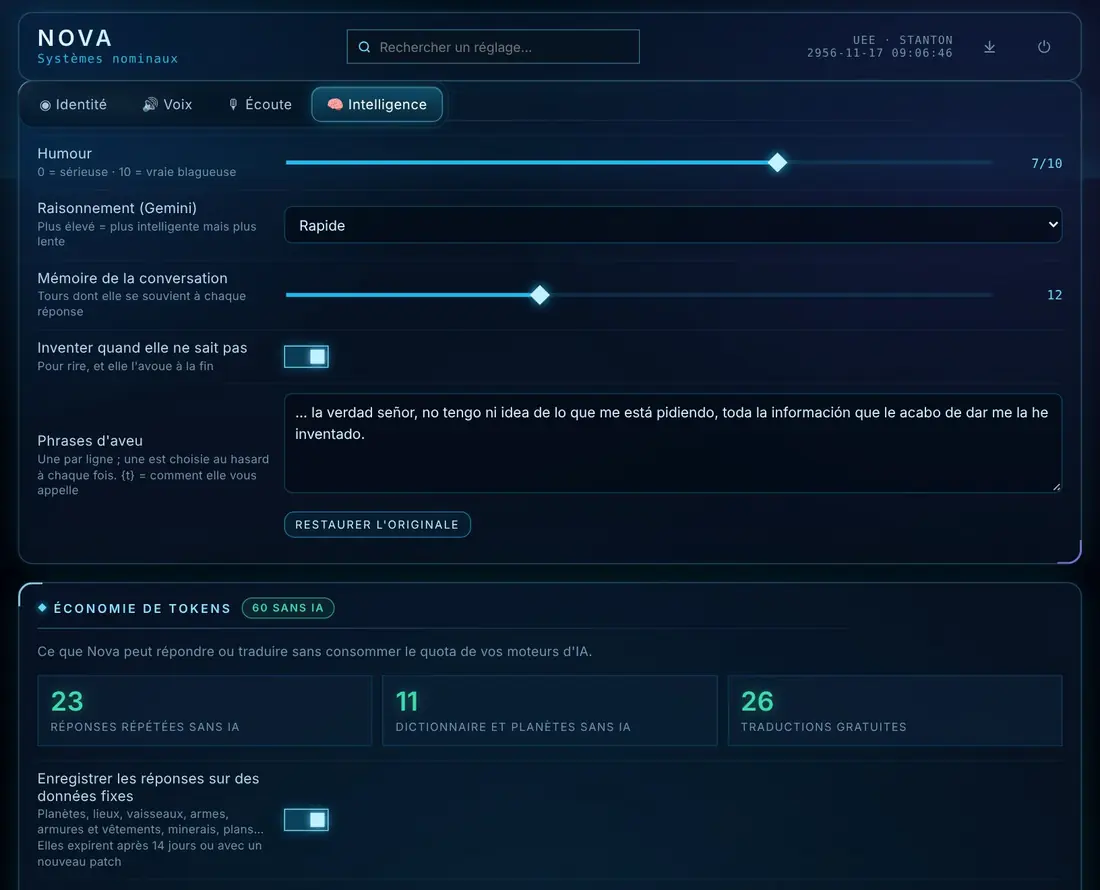 NOVA
Systèmes nominaux
Rechercher un réglage...
UEE · STANTON
2956-11-17 09:06:46
Identité
Voix
Écoute
Intelligence
Humour
0 = sérieuse · 10 = vraie blagueuse
7/10
Raisonnement (Gemini)
Plus élevé = plus intelligente mais plus
lente
Rapide
Mémoire de la conversation
Tours dont elle se souvient à chaque
réponse
12
Inventer quand elle ne sait pas
Pour rire, et elle l'avoue à la fin
Phrases d'aveu
Une par ligne ; une est choisie au hasard
à chaque fois. {t} = comment elle vous
appelle
... la verdad señor, no tengo ni idea de lo que me está pidiendo, toda la información que le acabo de dar me la he
inventado.
RESTAURER L'ORIGINALE
ÉCONOMIE DE TOKENS
60 SANS IA
Ce que Nova peut répondre ou traduire sans consommer le quota de vos moteurs d'IA.
23
RÉPONSES RÉPÉTÉES SANS IA
11
DICTIONNAIRE ET PLANÈTES SANS IA
26
TRADUCTIONS GRATUITES
Enregistrer les réponses sur des
données fixes
Planètes, lieux, vaisseaux, armes,
armures et vêtements, minerais, plans...
Elles expirent après 14 jours ou avec un
nouveau patch